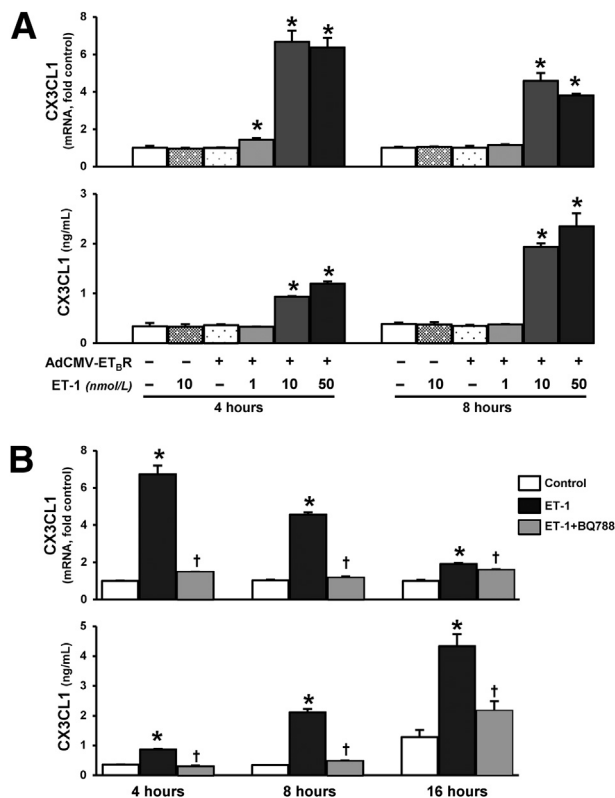 A
CX3CL1
(mRNA, fold control)
8
6
4
2
0
*
*
*
*
*
CX3CL1
(ng/mL)
3
2
1
0
*
*
*
*
AdCMV-ETBR – – + + + + – – + + + +
ET-1 (nmol/L) – 10 – 1 10 50 – 10 – 1 10 50
4 hours 8 hours
B
CX3CL1
(mRNA, fold control)
8
6
4
2
0
*
†
*
†
*
†
Control
ET-1
ET-1+BQ788
CX3CL1
(ng/mL)
5
4
3
2
1
0
*
†
*
†
*
†
4 hours 8 hours 16 hours